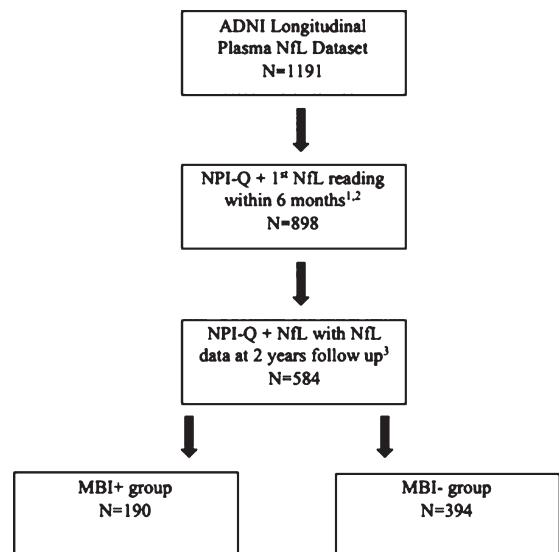 ADNI Longitudinal
Plasma NfL Dataset
N=1191
NPI-Q + 1st NfL reading
within 6 months1,2
N=898
NPI-Q + NfL with NfL
data at 2 years follow up3
N=584
MBI+ group
N=190
MBI- group
N=394